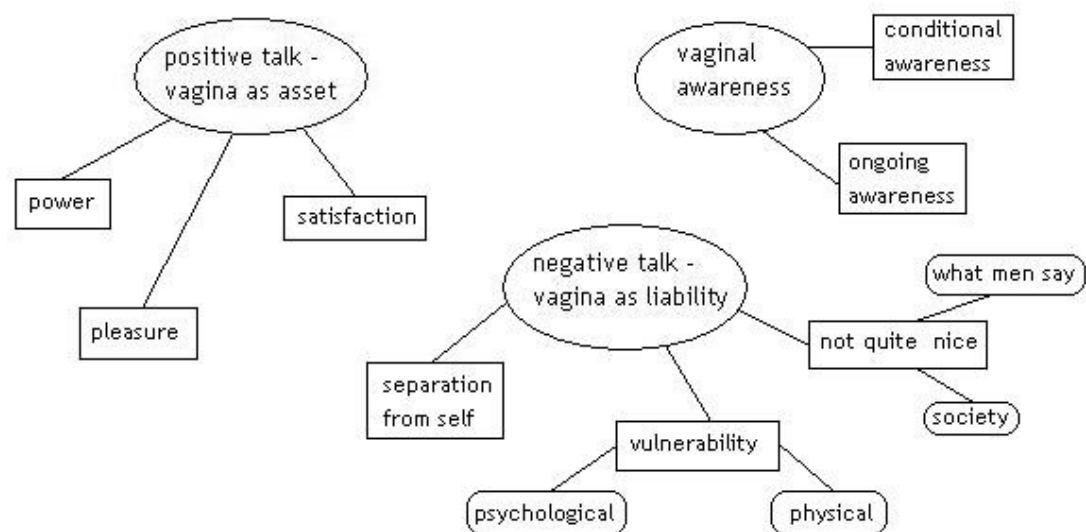 positive talk -
vagina as asset
power
pleasure
satisfaction
vaginal
awareness
conditional
awareness
ongoing
awareness
negative talk -
vagina as liability
separation
from self
vulnerability
psychological
physical
not quite nice
what men say
society